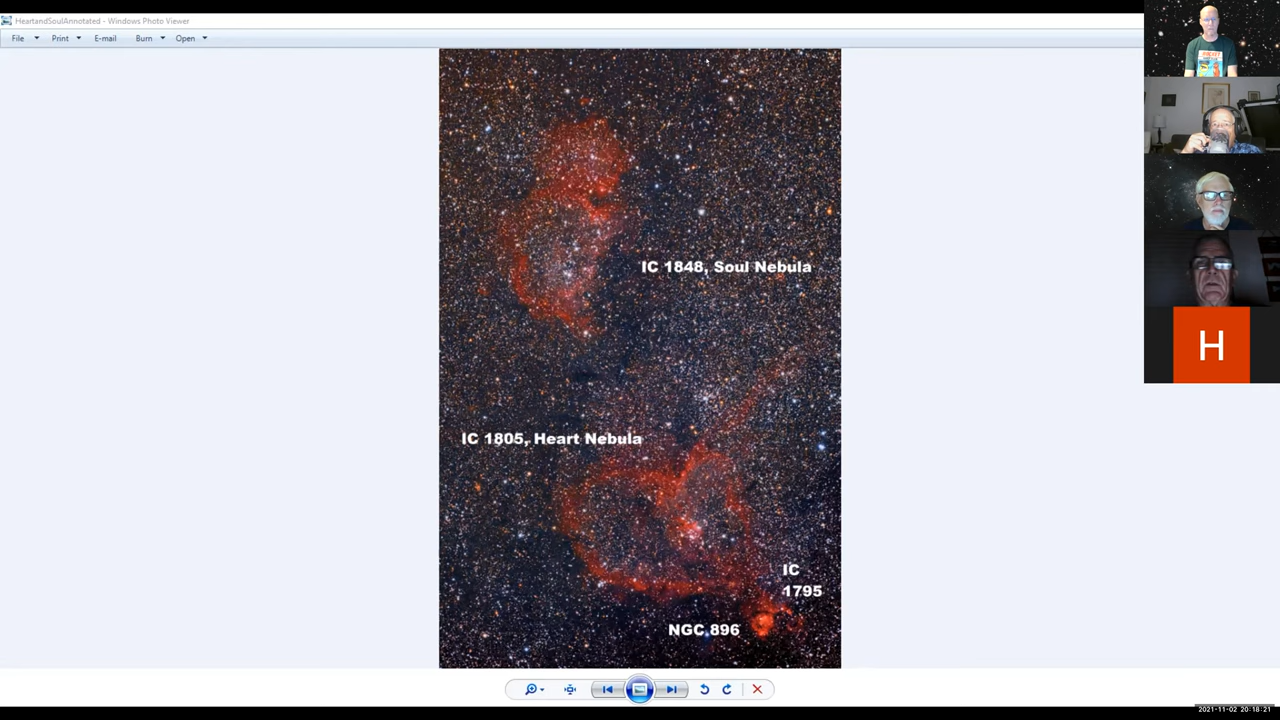 HeartandSoulAnnotated - Windows Photo Viewer
File Print E-mail Burn Open
IC 1848, Soul Nebula
IC 1805, Heart Nebula
IC
1795
NGC 896
H
2021-11-02 20:18:21